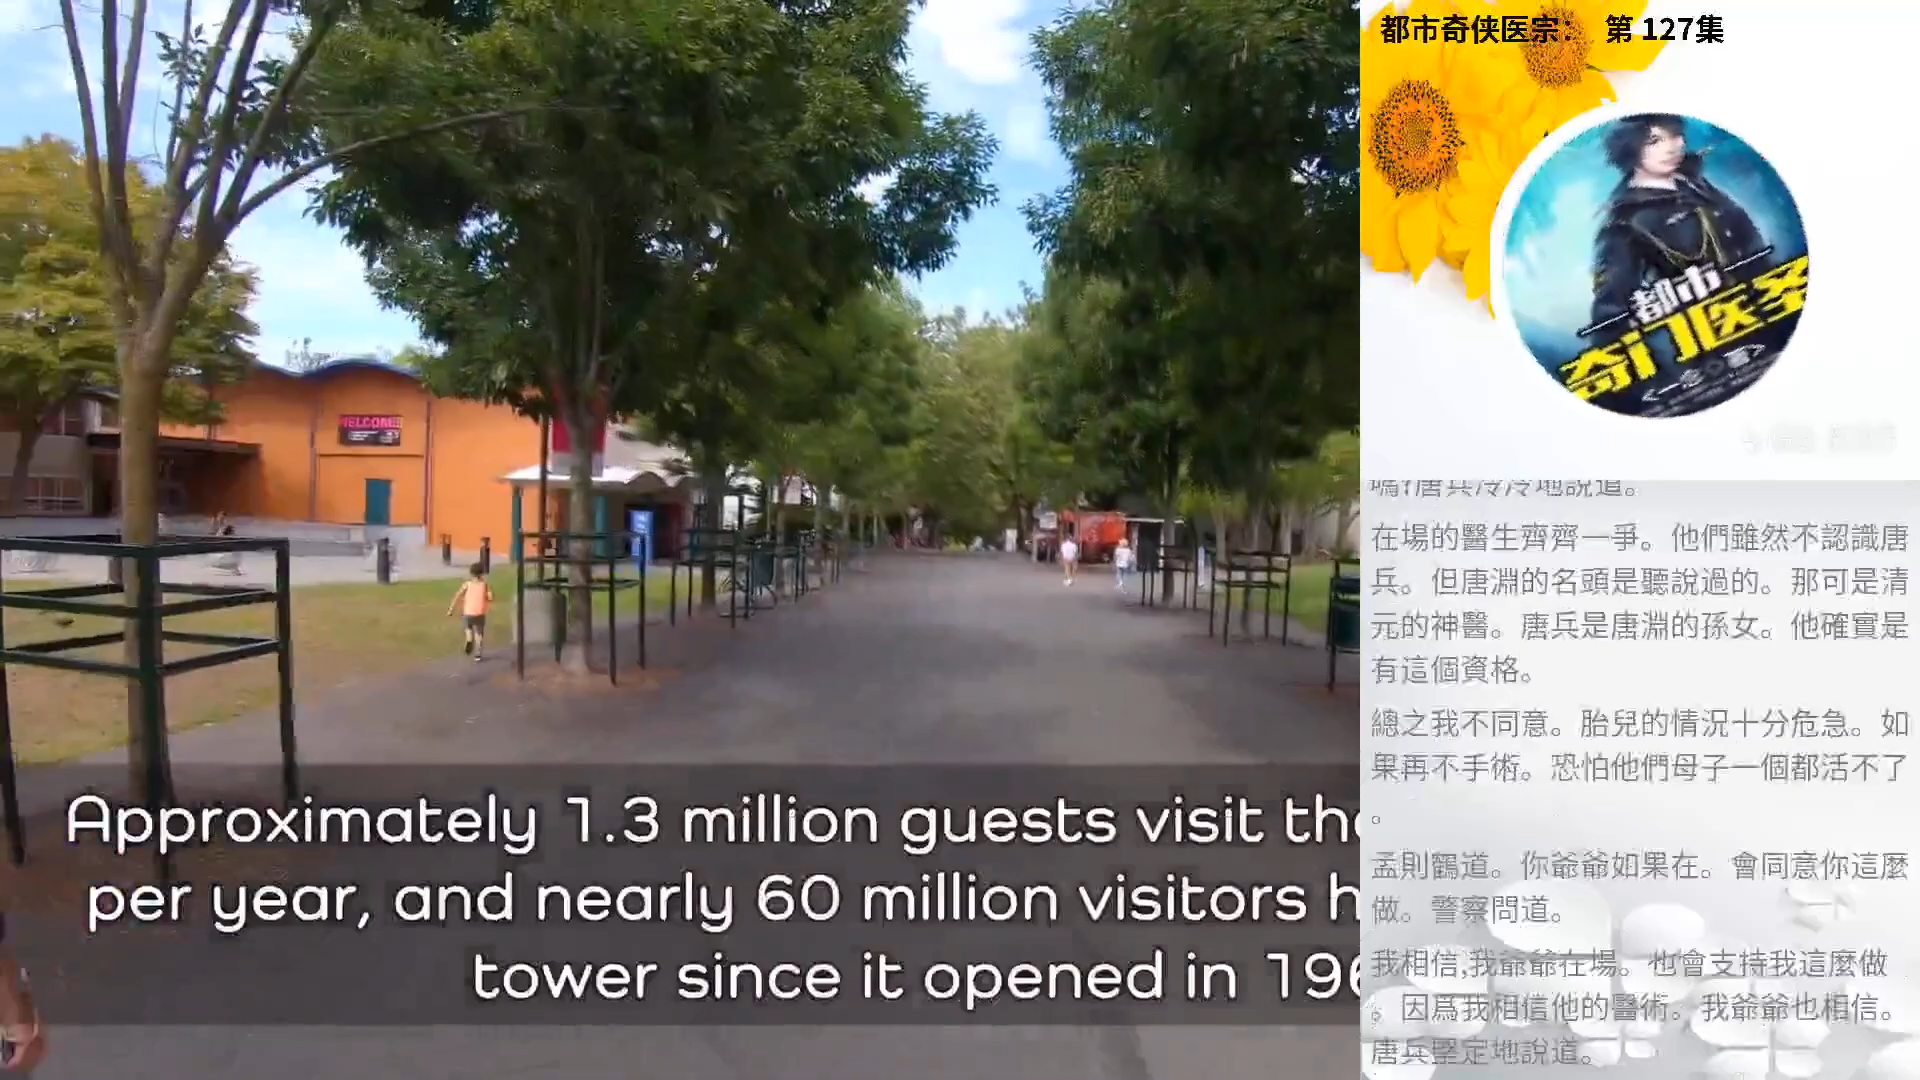 都市奇侠医宗： 第 127集
都市
奇门医圣
WELCOME
嗎?唐兵冷冷地說道。
在場的醫生齊齊一爭。他們雖然不認識唐
兵。但唐淵的名頭是聽說過的。那可是清
元的神醫。唐兵是唐淵的孫女。他確實是
有這個資格。
總之我不同意。胎兒的情況十分危急。如
果再不手術。恐怕他們母子一個都活不了
。
孟則鶴道。你爺爺如果在。會同意你這麼
做。警察問道。
我相信,我爺爺在場。也會支持我這麼做
。因爲我相信他的醫術。我爺爺也相信。
唐兵堅定地說道。
Approximately 1.3 million guests visit the
per year, and nearly 60 million visitors h
tower since it opened in 196